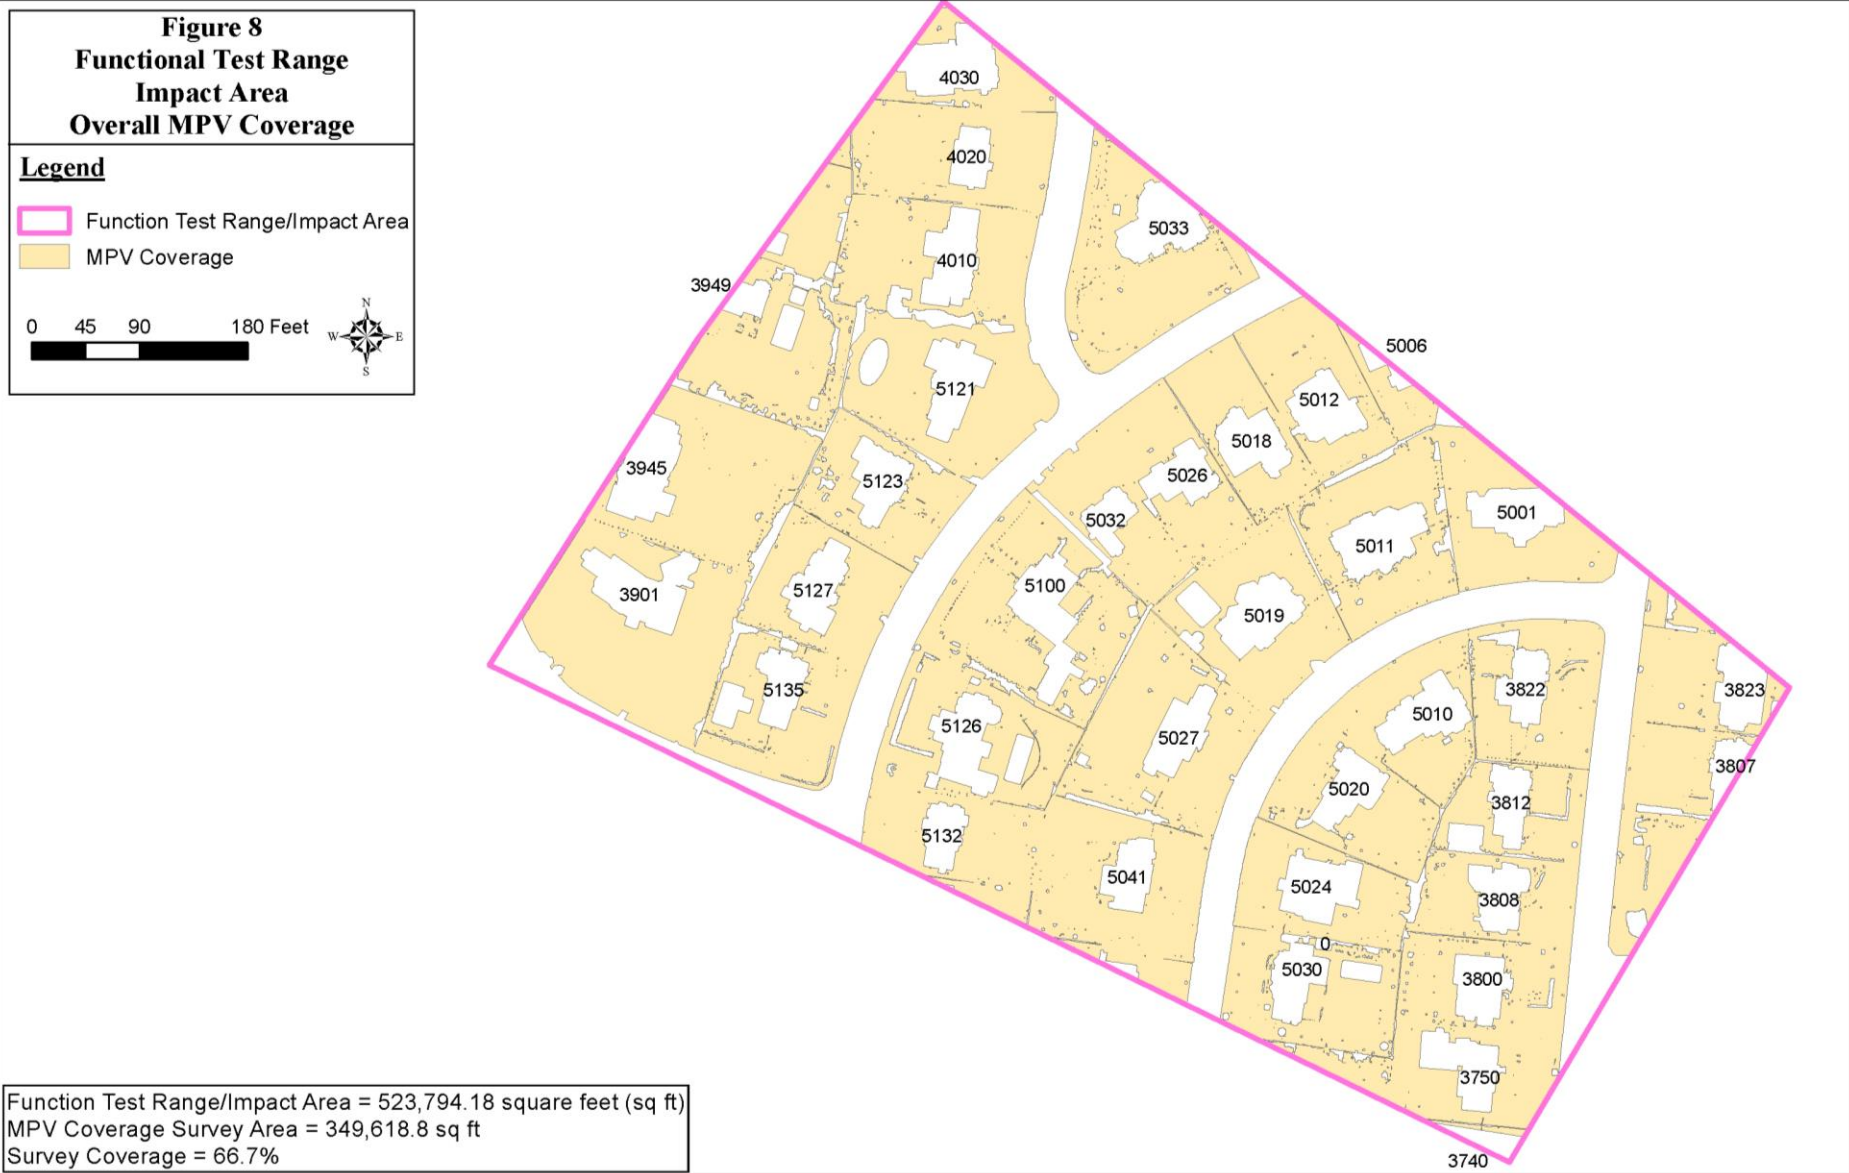 Figure 8
Functional Test Range
Impact Area
Overall MPV Coverage
Legend
Function Test Range/Impact Area
MPV Coverage
0 45 90 180 Feet
N
W E
S
4030
4020
5033
4010
3949
5006
5121
5012
5018
3945
5026
5123
5001
5032
5011
5100
5127
3901
5019
5135
3822
3823
5010
5126
5027
3807
5020
3812
5132
5041
5024
3808
0
5030
3800
3750
3740
Function Test Range/Impact Area = 523,794.18 square feet (sq ft)
MPV Coverage Survey Area = 349,618.8 sq ft
Survey Coverage = 66.7%